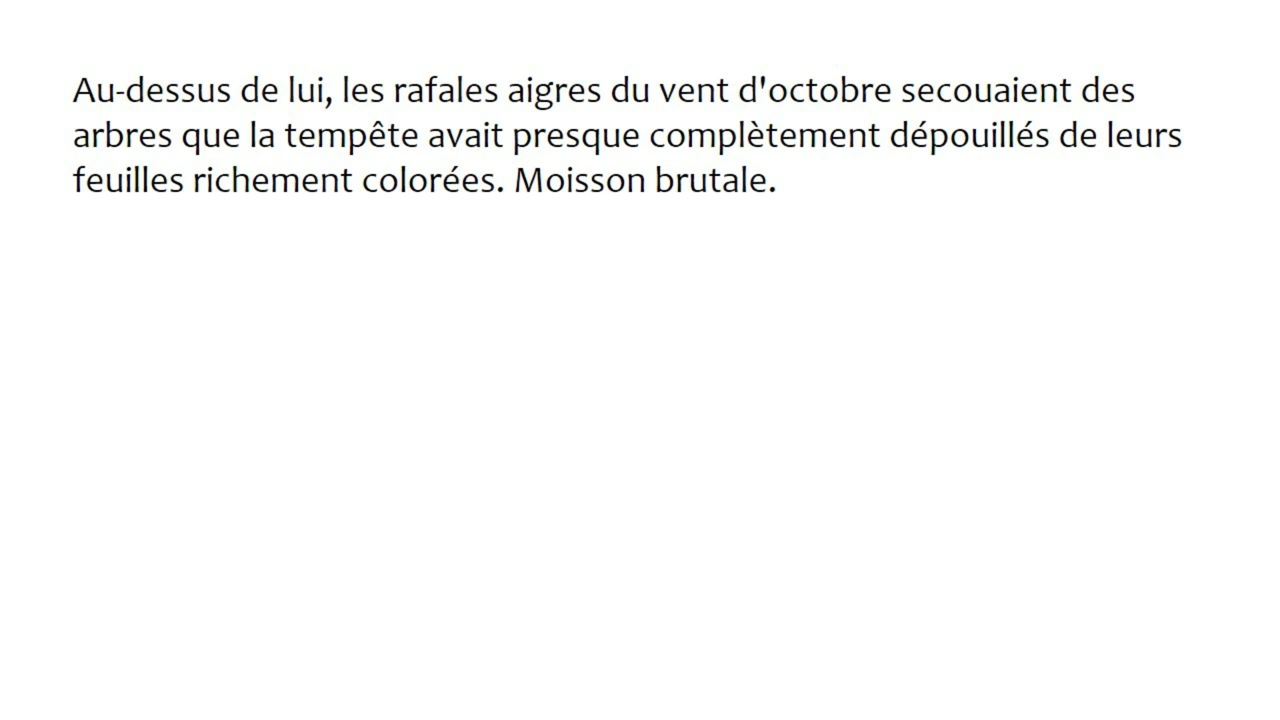 Au-dessus de lui, les rafales aigres du vent d'octobre secouaient des
arbres que la tempête avait presque complètement dépouillés de leurs
feuilles richement colorées. Moisson brutale.